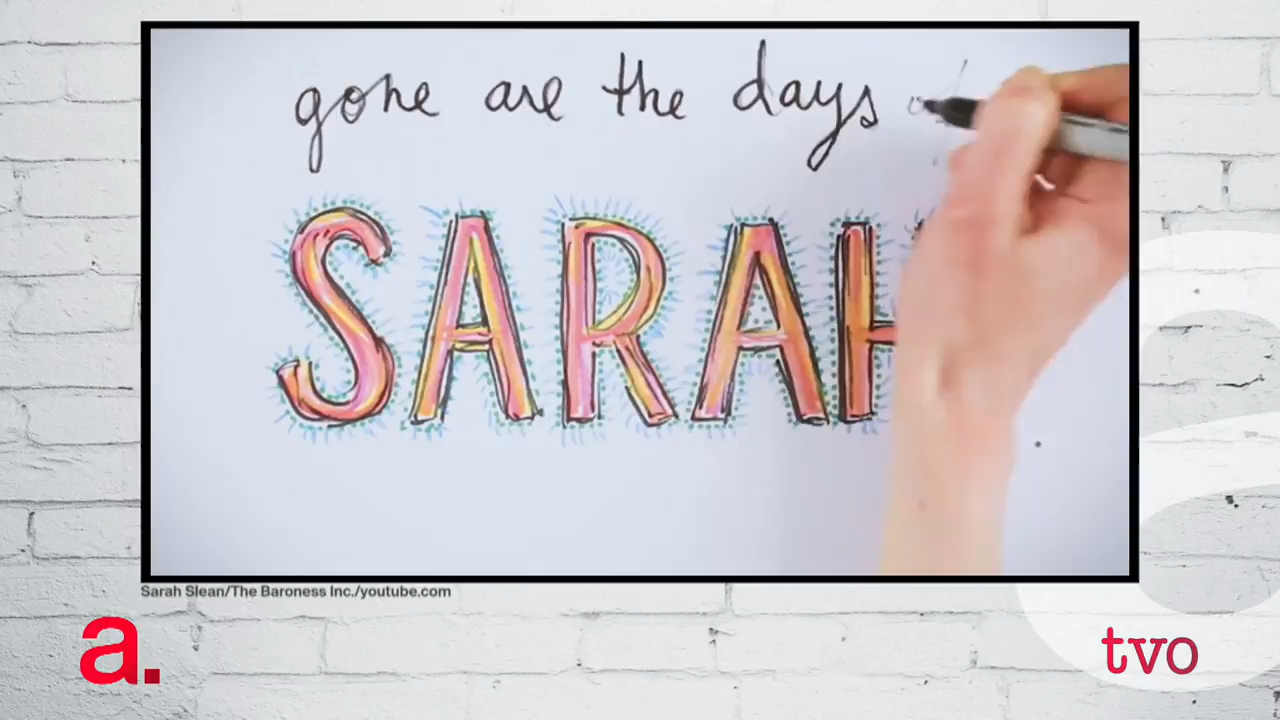 gone are the days
SARAH
Sarah Slean/The Baroness Inc./youtube.com
a.
tvo